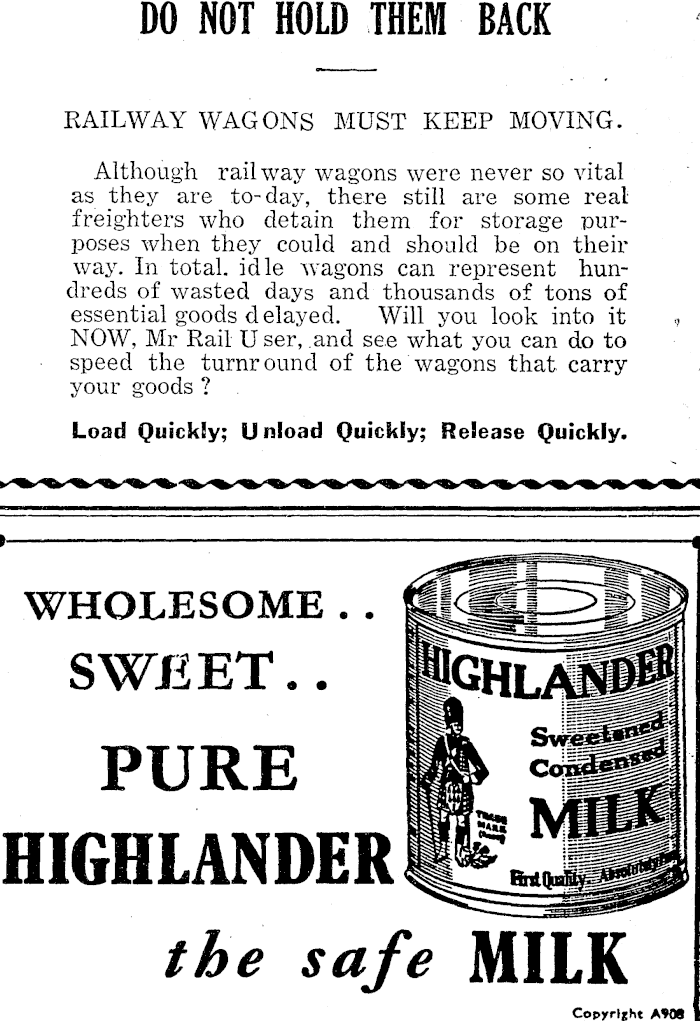 DO NOT HOLD THEM BACK
RAILWAY WAGONS MUST KEEP MOVING.
Although railway wagons were never so vital
as they are to-day, there still are some real
freighters who detain them for storage pur-
poses when they could and should be on their
way. In total. idle wagons can represent hun-
dreds of wasted days and thousands of tons of
essential goods delayed. Will you look into it
NOW, Mr Rail User, and see what you can do to
speed the turnround of the wagons that carry
your goods?
Load Quickly; Unload Quickly; Release Quickly.
WHOLESOME . .
SWEET . .
PURE
HIGHLANDER
the safe MILK
HIGHLANDER
Sweetened
Condensed
MILK
TRADE
MARK
First Quality - Absolutely Pure
Copyright A908